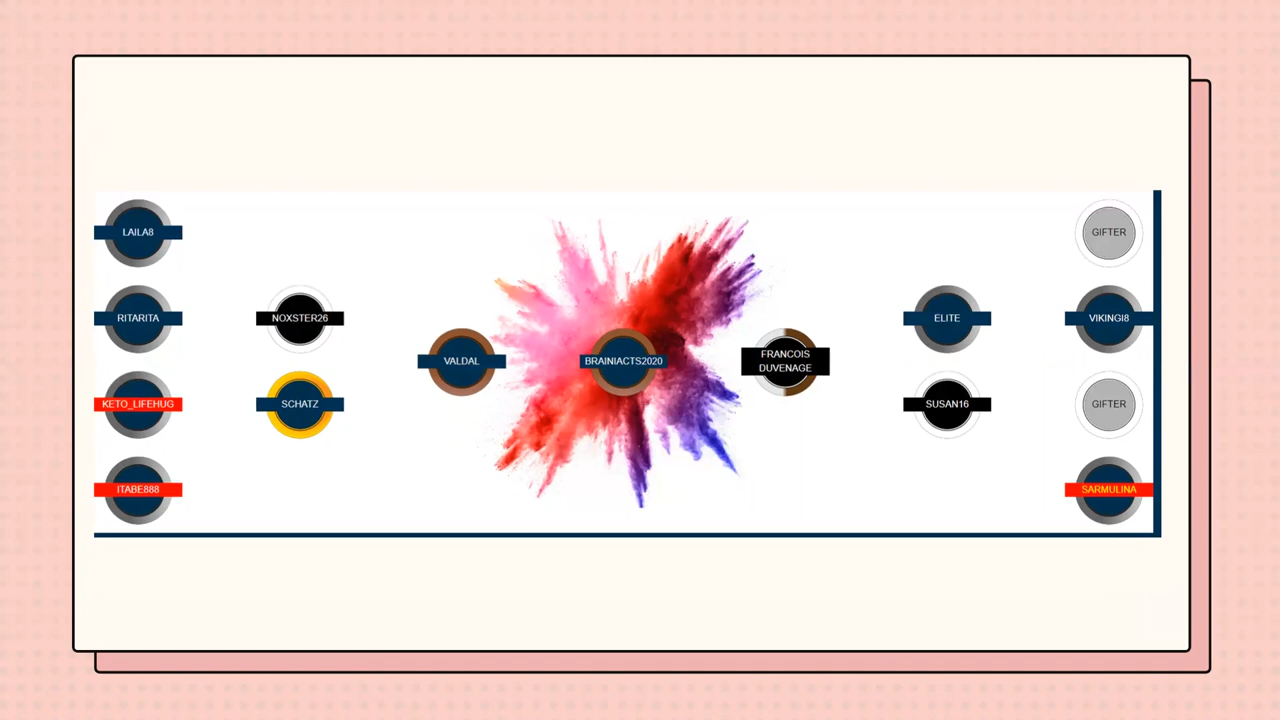 LAILA8
GIFTER
RITARITA
NOXSTER26
ELITE
VIKINGI8
VALDAL
BRAINIACTS2020
FRANCOIS
DUVENAGE
KETO_LIFEHUG
SCHATZ
SUSAN16
GIFTER
ITABE888
SARMULINA